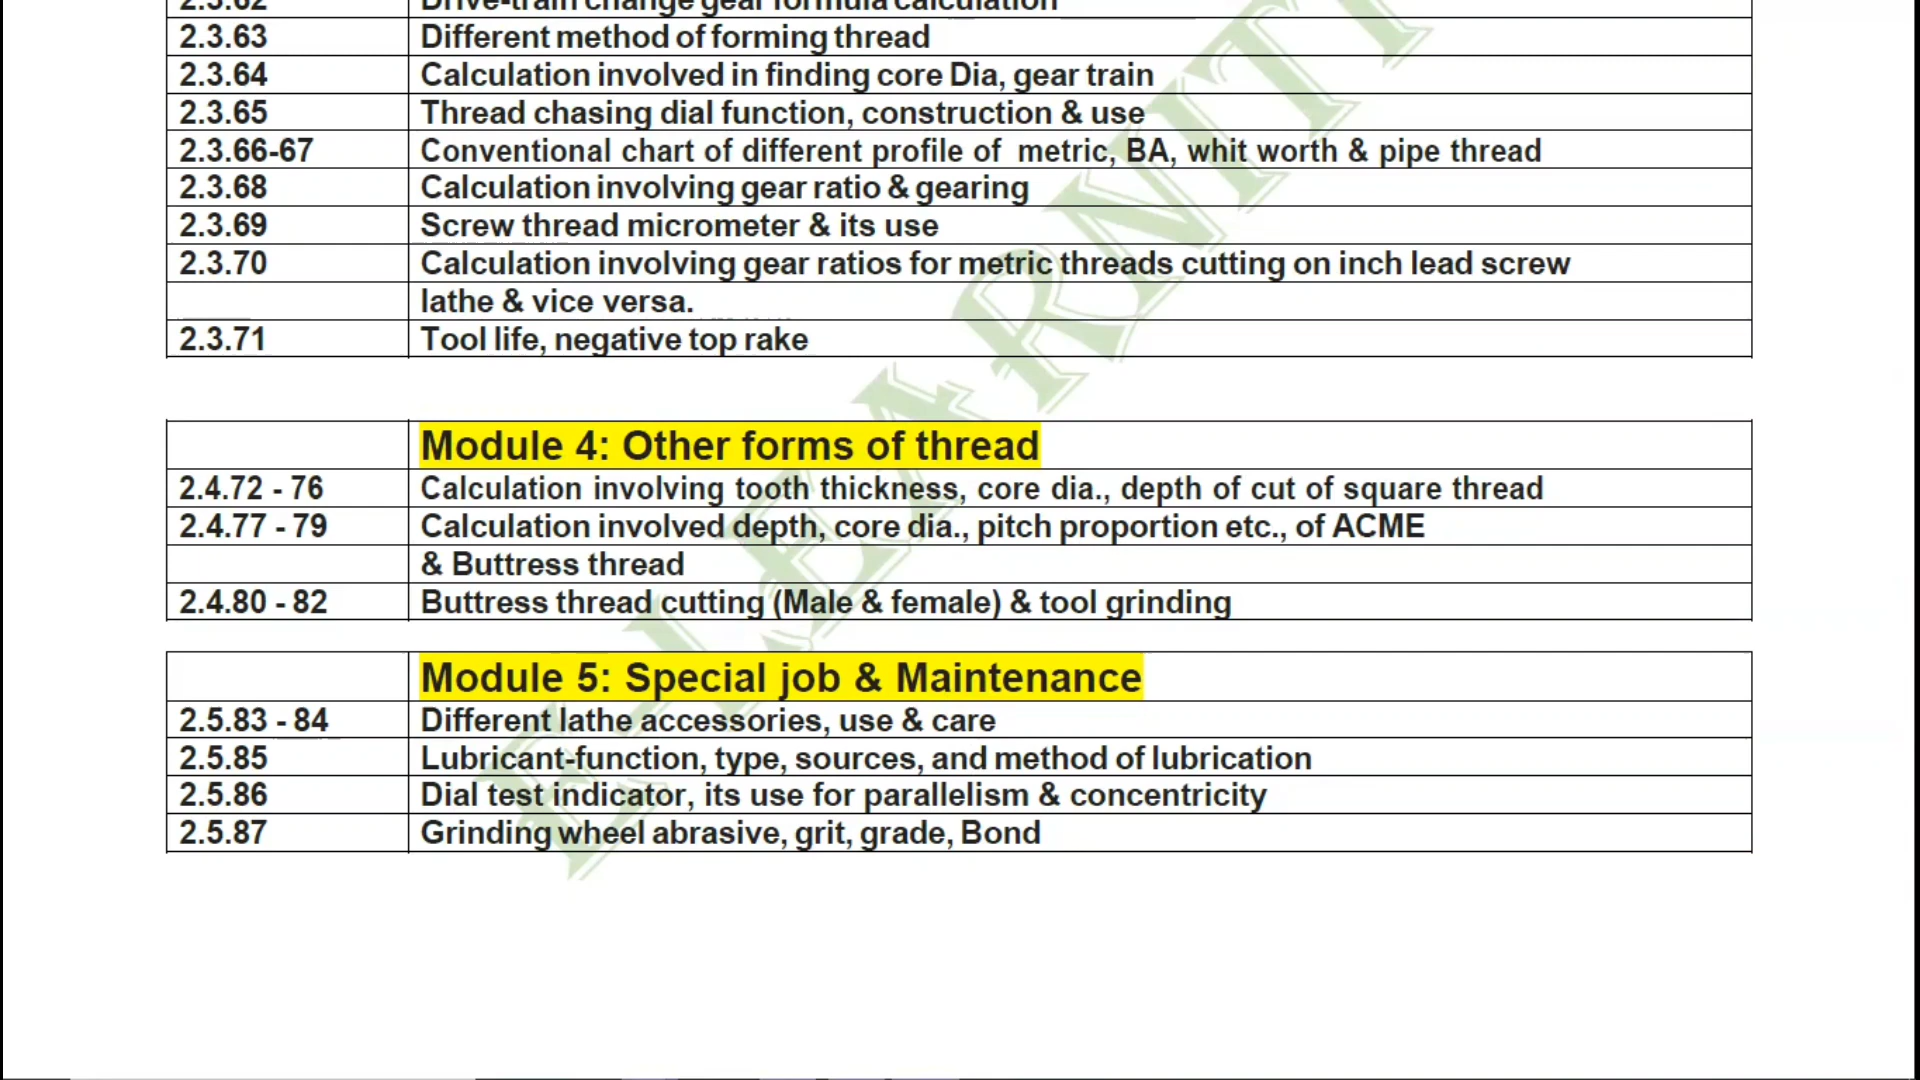 2.3.62 Drive-train change gear formula calculation
2.3.63 Different method of forming thread
2.3.64 Calculation involved in finding core Dia, gear train
2.3.65 Thread chasing dial function, construction & use
2.3.66-67 Conventional chart of different profile of metric, BA, whit worth & pipe thread
2.3.68 Calculation involving gear ratio & gearing
2.3.69 Screw thread micrometer & its use
2.3.70 Calculation involving gear ratios for metric threads cutting on inch lead screw
lathe & vice versa.
2.3.71 Tool life, negative top rake
Module 4: Other forms of thread
2.4.72 - 76 Calculation involving tooth thickness, core dia., depth of cut of square thread
2.4.77 - 79 Calculation involved depth, core dia., pitch proportion etc., of ACME
& Buttress thread
2.4.80 - 82 Buttress thread cutting (Male & female) & tool grinding
Module 5: Special job & Maintenance
2.5.83 - 84 Different lathe accessories, use & care
2.5.85 Lubricant-function, type, sources, and method of lubrication
2.5.86 Dial test indicator, its use for parallelism & concentricity
2.5.87 Grinding wheel abrasive, grit, grade, Bond